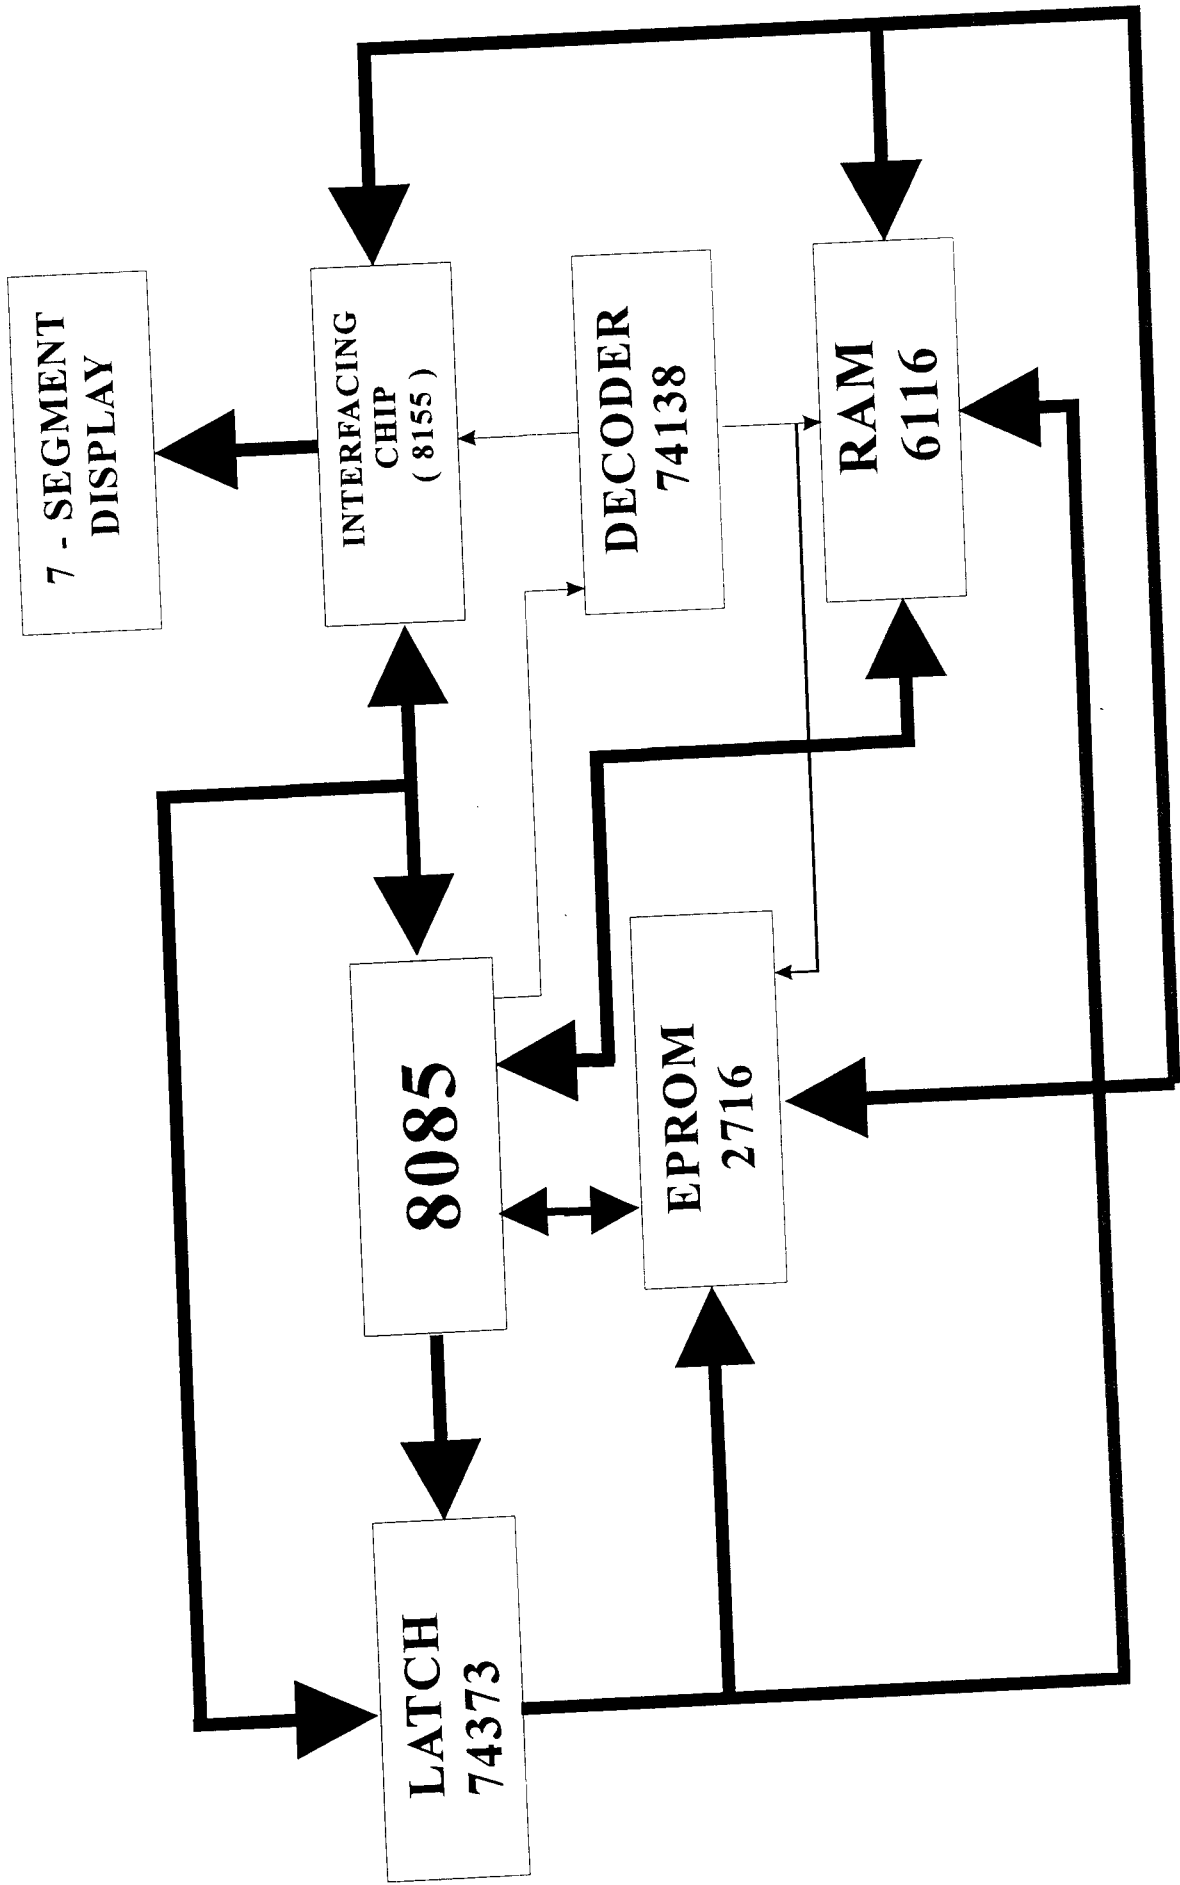 7 - SEGMENT
DISPLAY
INTERFACING
CHIP
( 8155 )
DECODER
74138
RAM
6116
8085
EPROM
2716
LATCH
74373